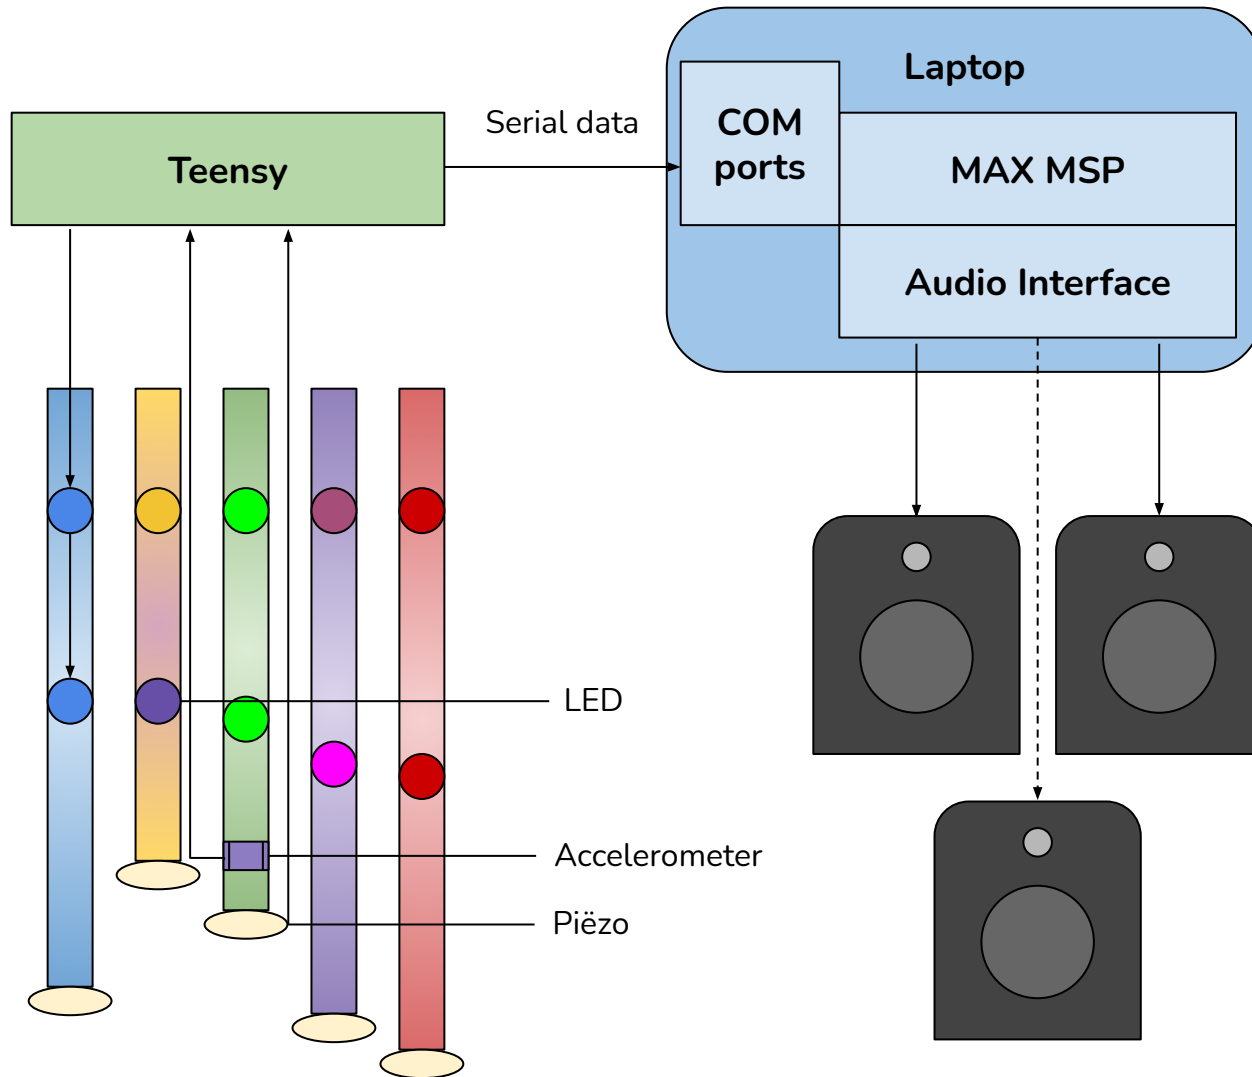 Laptop
Serial data
COM
ports
Teensy
MAX MSP
Audio Interface
LED
Accelerometer
Piëzo